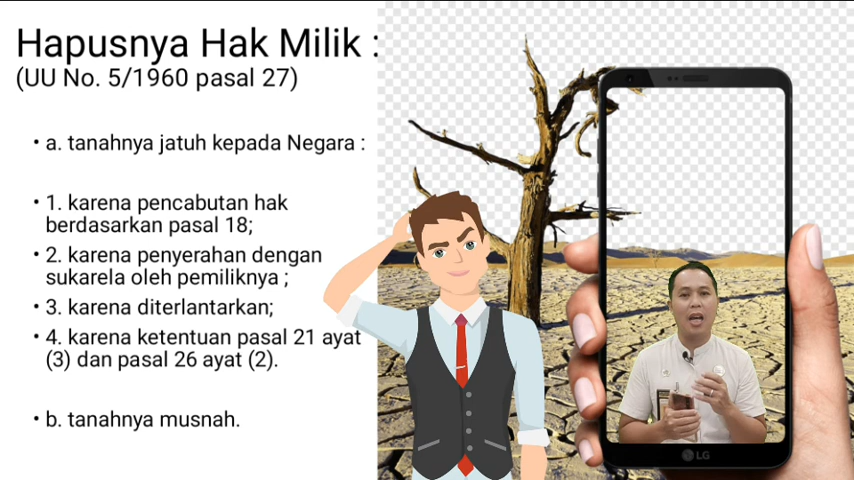 Hapusnya Hak Milik :
(UU No. 5/1960 pasal 27)
• a. tanahnya jatuh kepada Negara :
• 1. karena pencabutan hak
berdasarkan pasal 18;
• 2. karena penyerahan dengan
sukarela oleh pemiliknya ;
• 3. karena diterlantarkan;
• 4. karena ketentuan pasal 21 ayat
(3) dan pasal 26 ayat (2).
• b. tanahnya musnah.
LG